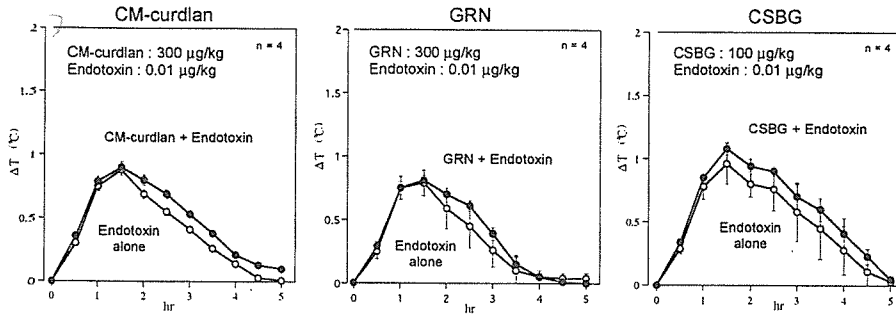 CM-curdlan
2
1.5
1
0.5
0
ΔT (℃)
CM-curdlan : 300 µg/kg
Endotoxin : 0.01 µg/kg
n = 4
CM-curdlan + Endotoxin
Endotoxin
alone
0 1 2 3 4 5
hr
GRN
2
1.5
1
0.5
0
ΔT (℃)
GRN : 300 µg/kg
Endotoxin : 0.01 µg/kg
n = 4
GRN + Endotoxin
Endotoxin
alone
0 1 2 3 4 5
hr
CSBG
2
1.5
1
0.5
0
ΔT (℃)
CSBG : 100 µg/kg
Endotoxin : 0.01 µg/kg
n = 4
CSBG + Endotoxin
Endotoxin
alone
0 1 2 3 4 5
hr